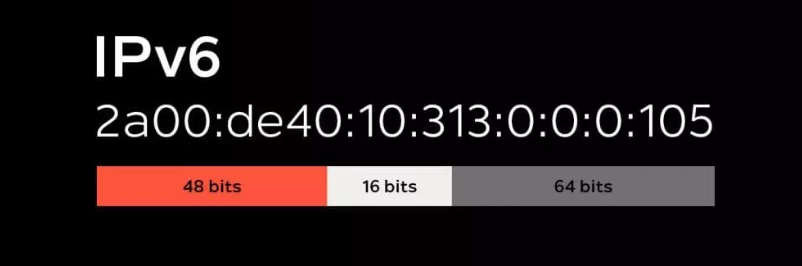 IPv6
2a00:de40:10:313:0:0:0:105
48 bits 16 bits 64 bits